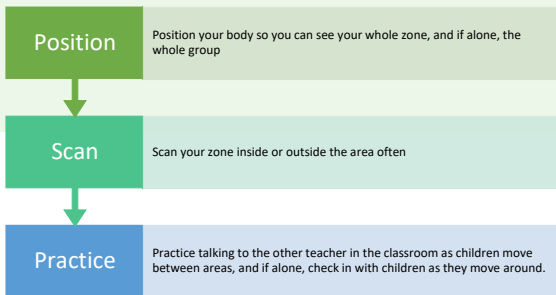 Position
Position your body so you can see your whole zone, and if alone, the
whole group
Scan
Scan your zone inside or outside the area often
Practice
Practice talking to the other teacher in the classroom as children move
between areas, and if alone, check in with children as they move around.